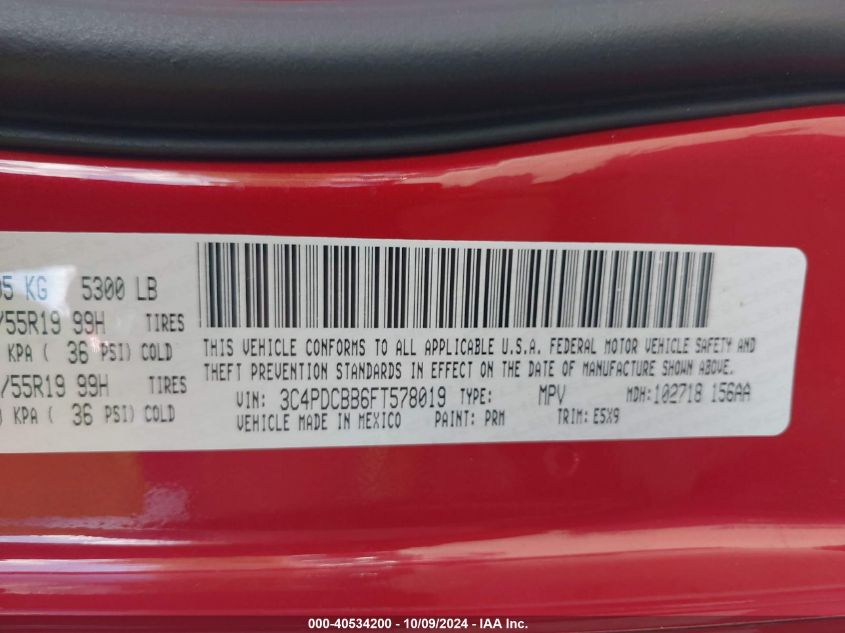 05 KG 5300 LB
/55R19 99H TIRES
KPA ( 36 PSI) COLD
/55R19 99H TIRES
KPA ( 36 PSI) COLD
THIS VEHICLE CONFORMS TO ALL APPLICABLE U.S.A. FEDERAL MOTOR VEHICLE SAFETY AND
THEFT PREVENTION STANDARDS IN EFFECT ON THE DATE OF MANUFACTURE SHOWN ABOVE.
VIN: 3C4PDCBB6FT578019 TYPE: MPV MDH:102718 156AA
VEHICLE MADE IN MEXICO PAINT: PRM TRIM: E5X9
000-40534200 - 10/09/2024 - IAA Inc.